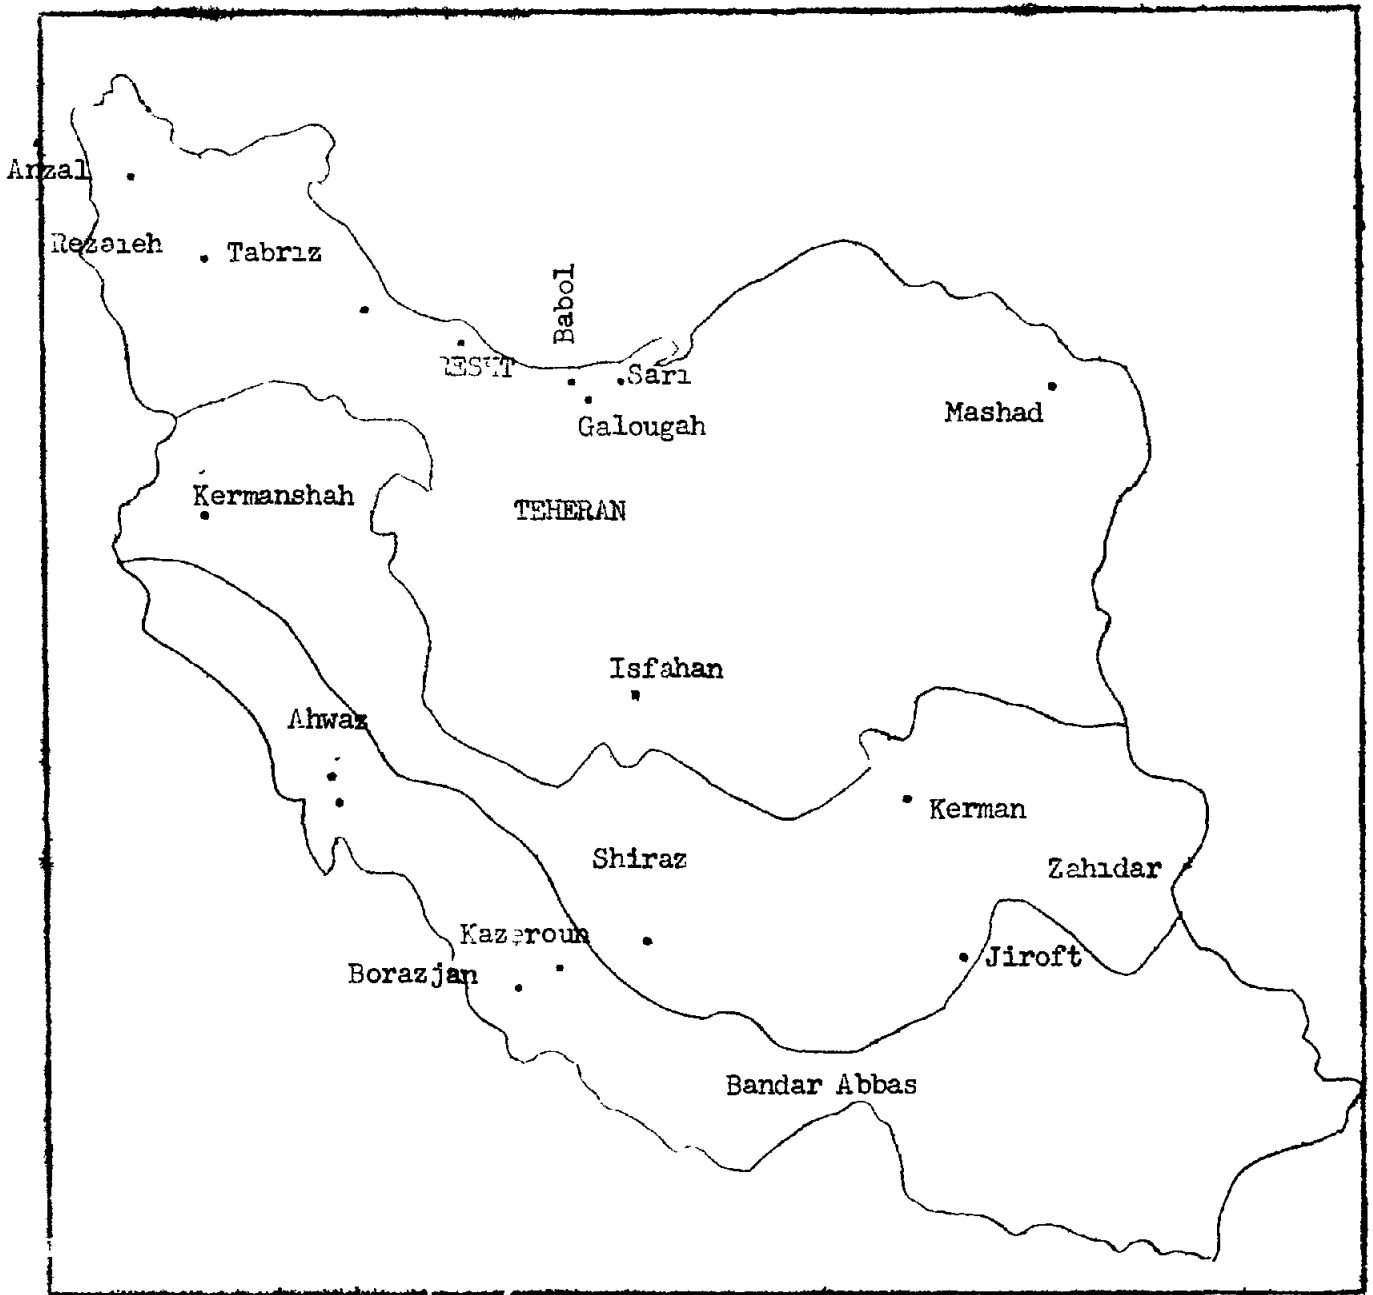 Anzal
Rezaieh
Tabriz
Babol
RESHT
Sari
Galougah
Mashad
Kermanshah
TEHERAN
Isfahan
Ahwaz
Kerman
Shiraz
Zahidar
Kazeroun
Jiroft
Borazjan
Bandar Abbas